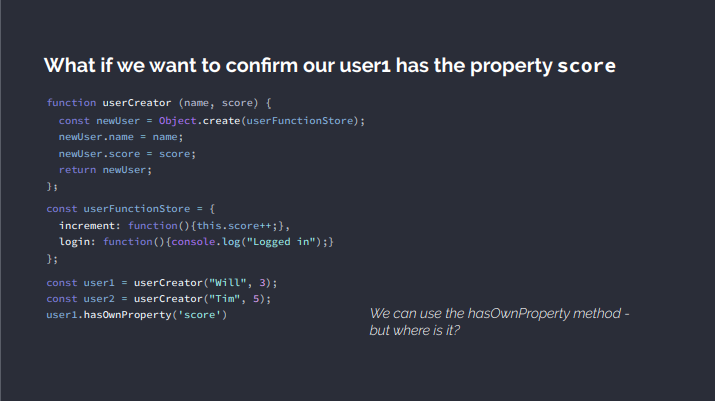 What if we want to confirm our user1 has the property score
function userCreator (name, score) {
  const newUser = Object.create(userFunctionStore);
  newUser.name = name;
  newUser.score = score;
  return newUser;
};
const userFunctionStore = {
  increment: function(){this.score++;},
  login: function(){console.log("Logged in");}
};
const user1 = userCreator("Will", 3);
const user2 = userCreator("Tim", 5);
user1.hasOwnProperty('score')
We can use the hasOwnProperty method -
but where is it?